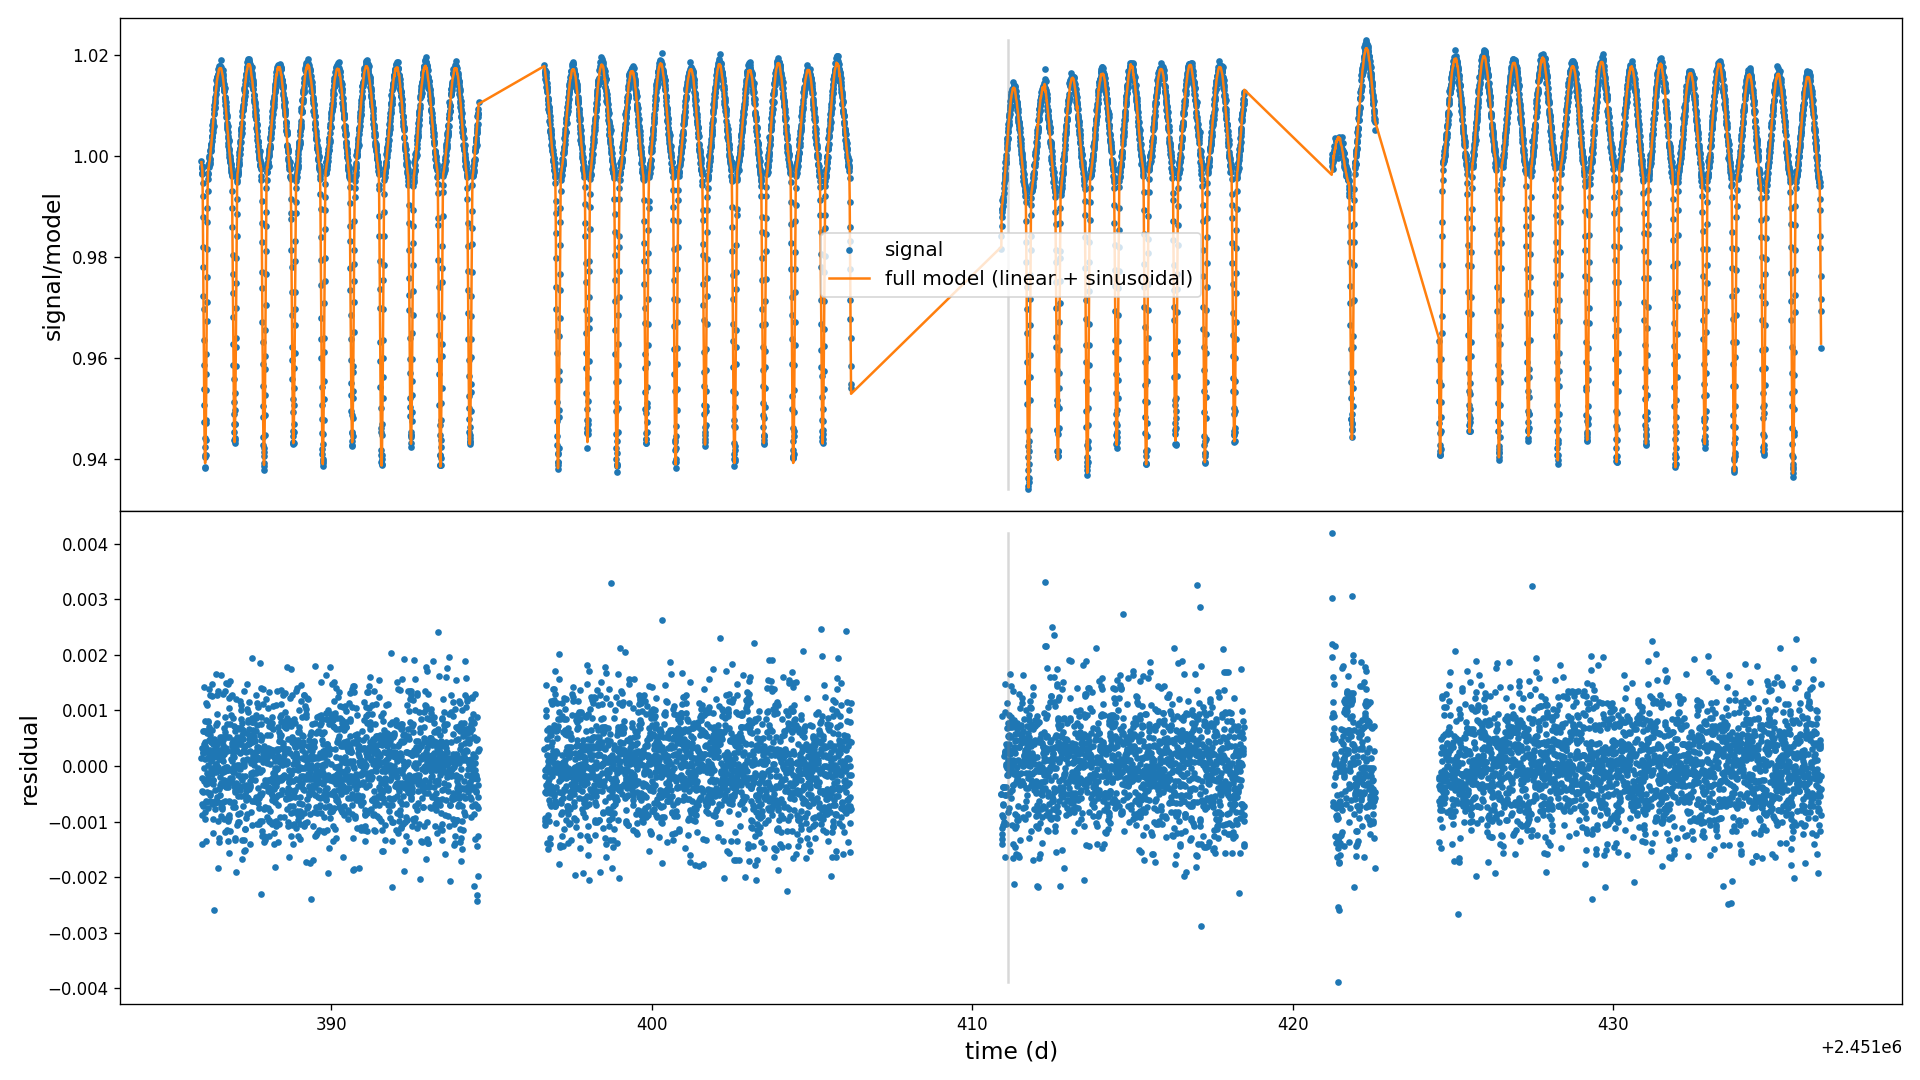 1.02
1.00
0.98
0.96
0.94
signal/model
signal
full model (linear + sinusoidal)
0.004
0.003
0.002
0.001
0.000
−0.001
−0.002
−0.003
−0.004
residual
390 400 410 420 430
time (d)
+2.451e6